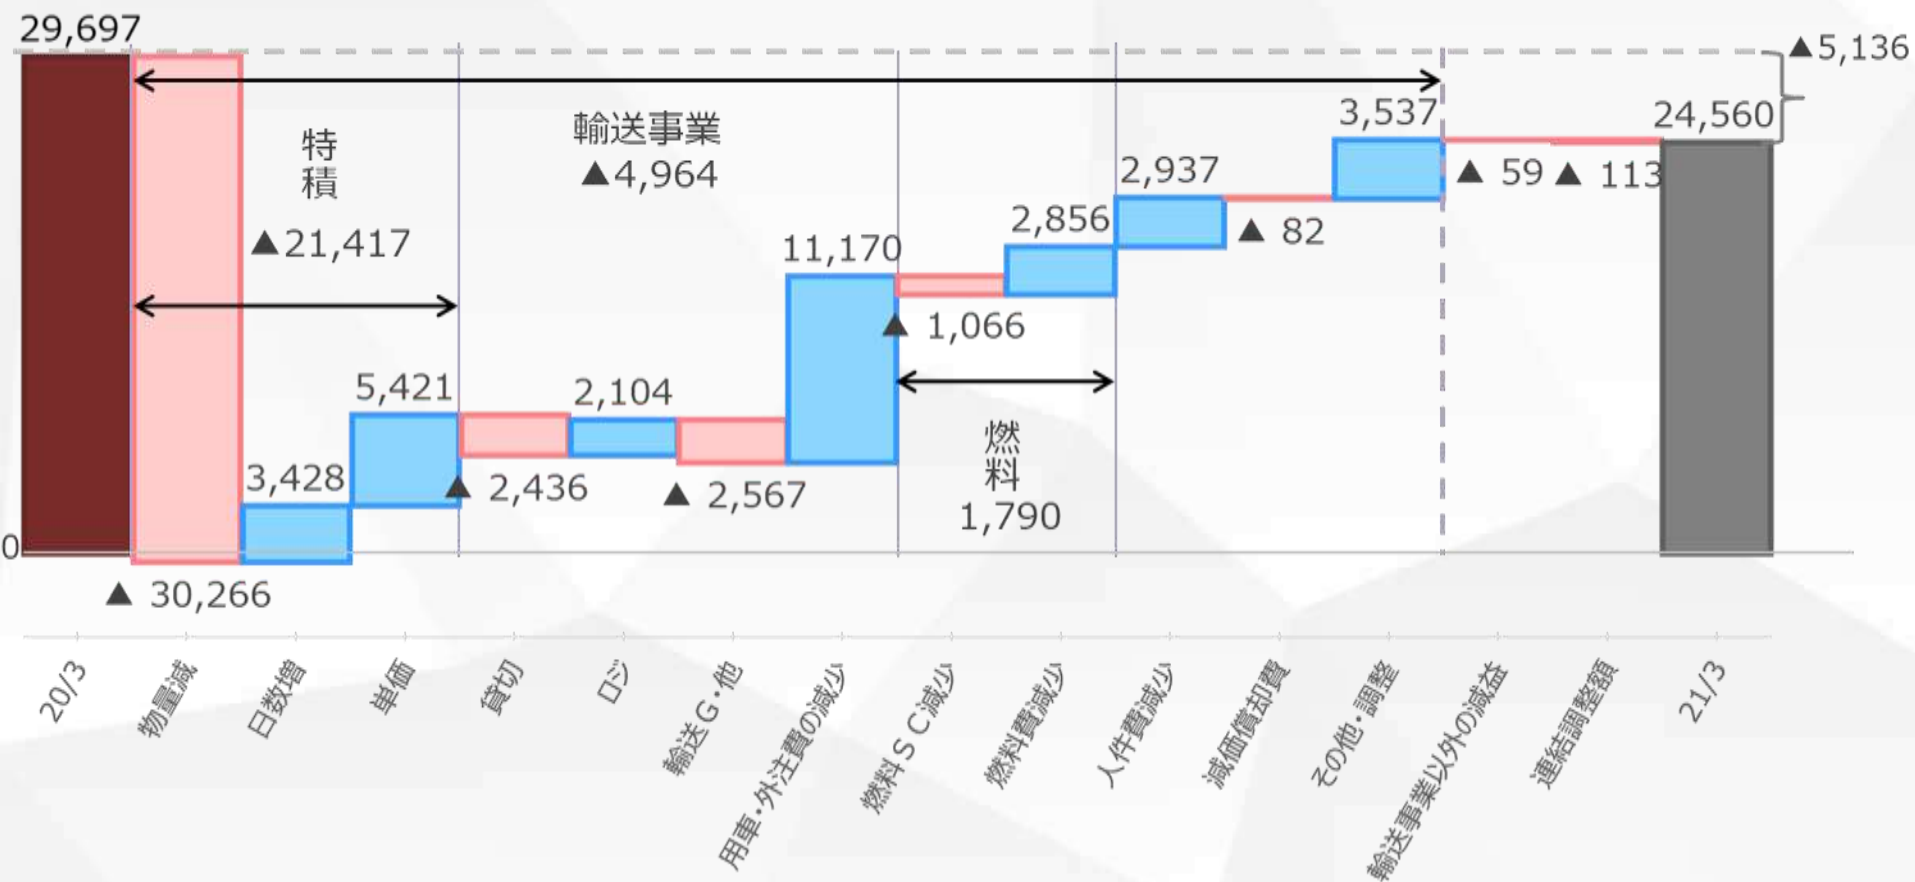 29,697
▲5,136
3,537
24,560
特
積
輸送事業
▲4,964
2,937
▲ 59
▲ 113
▲21,417
11,170
2,856
▲ 82
▲ 1,066
5,421
2,104
3,428
▲ 2,436
▲ 2,567
燃
料
1,790
0
▲ 30,266
20/3
物量減
日数増
単価
貸切
ロジ
輸送G・他
用車・外注費の減少
燃料SC減少
燃料費減少
人件費減少
減価償却費
その他・調整
輸送事業以外の減益
連結調整額
21/3